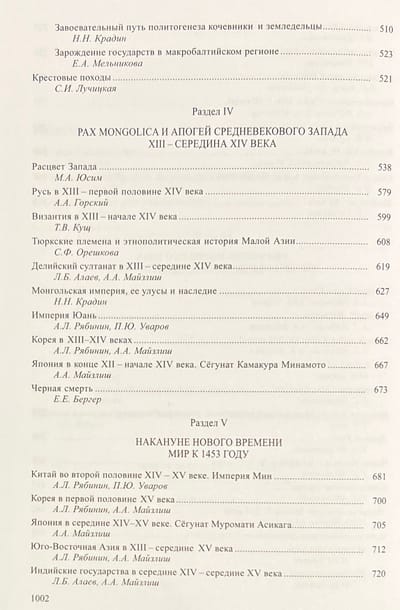 Завоевательный путь политогенеза кочевники и земледельцы 510
Н.Н. Крадин
Зарождение государств в макробалтийском регионе 523
Е.А. Мельникова
Крестовые походы 521
С.И. Лучицкая
Раздел IV
PAX MONGOLICA И АПОГЕЙ СРЕДНЕВЕКОВОГО ЗАПАДА
XIII – СЕРЕДИНА XIV ВЕКА
Расцвет Запада 538
М.А. Юсим
Русь в XIII – первой половине XIV века 579
А.А. Горский
Византия в XIII – начале XIV века 599
Т.В. Кущ
Тюркские племена и этнополитическая история Малой Азии 608
С.Ф. Орешкова
Делийский султанат в XIII – середине XIV века 619
Л.Б. Алаев, А.А. Майзлиш
Монгольская империя, ее улусы и наследие 627
Н.Н. Крадин
Империя Юань 649
А.Л. Рябинин, П.Ю. Уваров
Корея в XIII–XIV веках 662
А.Л. Рябинин, А.А. Майзлиш
Япония в конце XII – начале XIV века. Сёгунат Камакура Минамото 667
А.А. Майзлиш
Черная смерть 673
Е.Е. Бергер
Раздел V
НАКАНУНЕ НОВОГО ВРЕМЕНИ
МИР К 1453 ГОДУ
Китай во второй половине XIV – XV веке. Империя Мин 681
А.Л. Рябинин, П.Ю. Уваров
Корея в первой половине XV века 700
А.Л. Рябинин, А.А. Майзлиш
Япония в середине XIV–XV веке. Сёгунат Муромати Асикага 705
А.А. Майзлиш
Юго-Восточная Азия в XIII – середине XV века 712
А.Л. Рябинин, А.А. Майзлиш
Индийские государства в середине XIV – середине XV века 720
Л.Б. Алаев, А.А. Майзлиш
1002